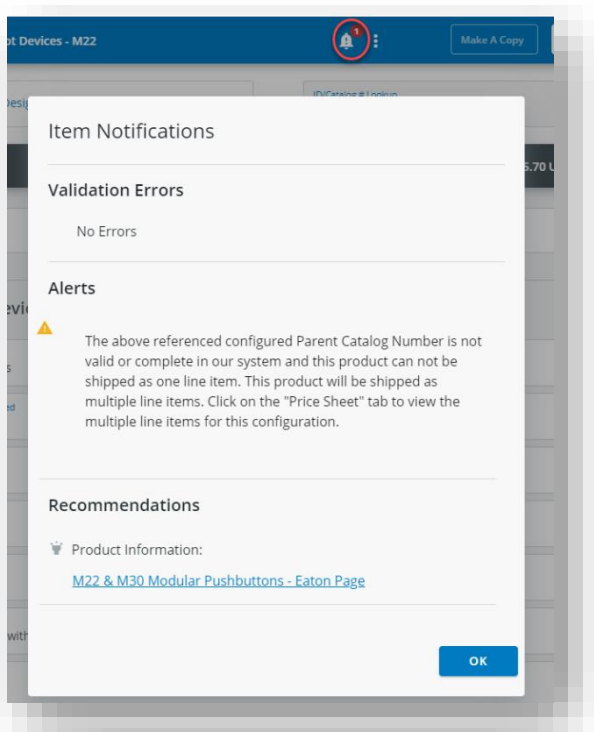 ot Devices - M22
1
Make A Copy
Desig
ID/Catalog # Lookup
5.70 U
Item Notifications
Validation Errors
No Errors
Alerts
evi
The above referenced configured Parent Catalog Number is not
valid or complete in our system and this product can not be
shipped as one line item. This product will be shipped as
multiple line items. Click on the "Price Sheet" tab to view the
multiple line items for this configuration.
s
ed
Recommendations
Product Information:
M22 & M30 Modular Pushbuttons - Eaton Page
with
OK